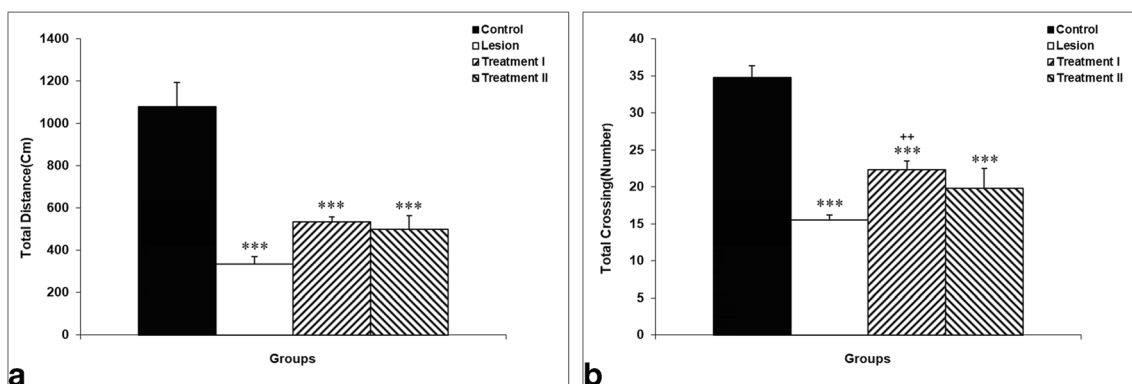 1400
1200
1000
800
600
400
200
0
Total Distance(Cm)
Control
Lesion
Treatment I
Treatment II
***
***
***
Groups
a
40
35
30
25
20
15
10
5
0
Total Crossing(Number)
Control
Lesion
Treatment I
Treatment II
***
++
***
***
Groups
b